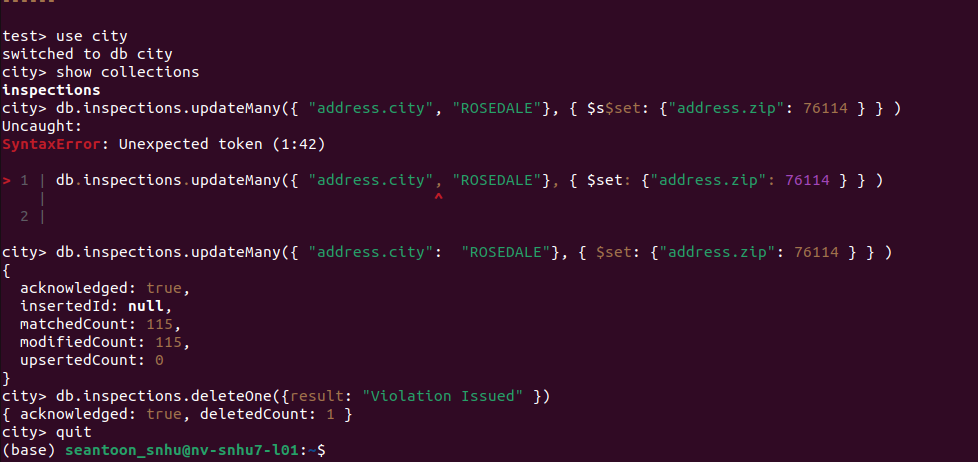 ------
test> use city
switched to db city
city> show collections
inspections
city> db.inspections.updateMany({ "address.city", "ROSEDALE"}, { $s$set: {"address.zip": 76114 } } )
Uncaught:
SyntaxError: Unexpected token (1:42)
> 1 | db.inspections.updateMany({ "address.city", "ROSEDALE"}, { $set: {"address.zip": 76114 } } )
| ^
2 |
city> db.inspections.updateMany({ "address.city":  "ROSEDALE"}, { $set: {"address.zip": 76114 } } )
{
  acknowledged: true,
  insertedId: null,
  matchedCount: 115,
  modifiedCount: 115,
  upsertedCount: 0
}
city> db.inspections.deleteOne({result: "Violation Issued" })
{ acknowledged: true, deletedCount: 1 }
city> quit
(base) seantoon_snhu@nv-snhu7-l01:~$